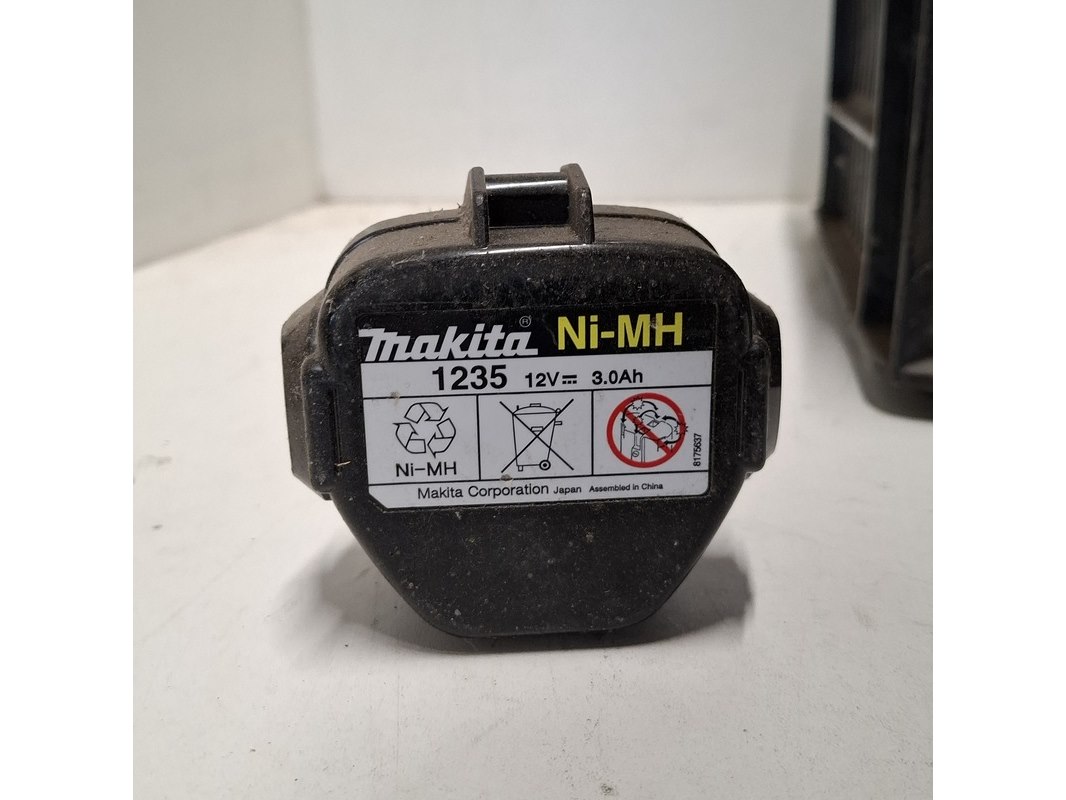 makita® Ni-MH
1235 12V 3.0Ah
Ni-MH
8175637
Makita Corporation Japan Assembled in China